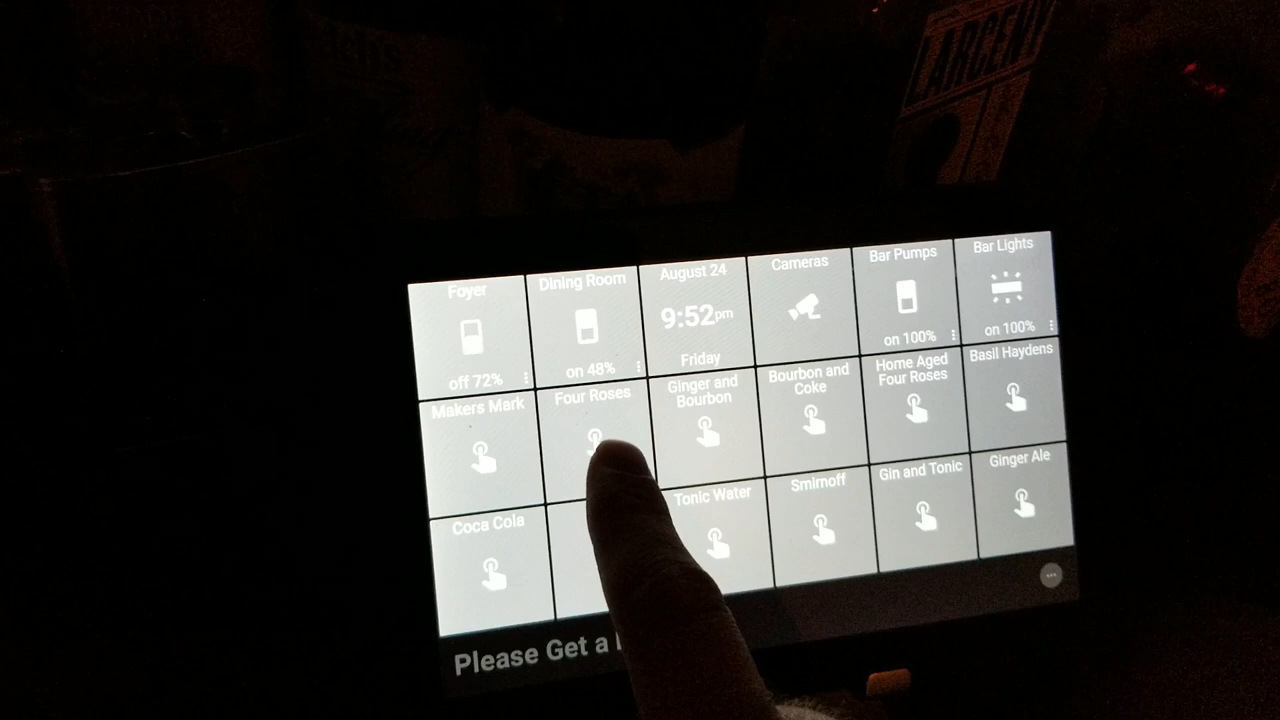 LARCENY
Foyer
off 72%
Dining Room
on 48%
August 24
9:52pm
Friday
Cameras
Bar Pumps
on 100%
Bar Lights
on 100%
Makers Mark
Four Roses
Ginger and
Bourbon
Bourbon and
Coke
Home Aged
Four Roses
Basil Haydens
Coca Cola
Tonic Water
Smirnoff
Gin and Tonic
Ginger Ale
Please Get a